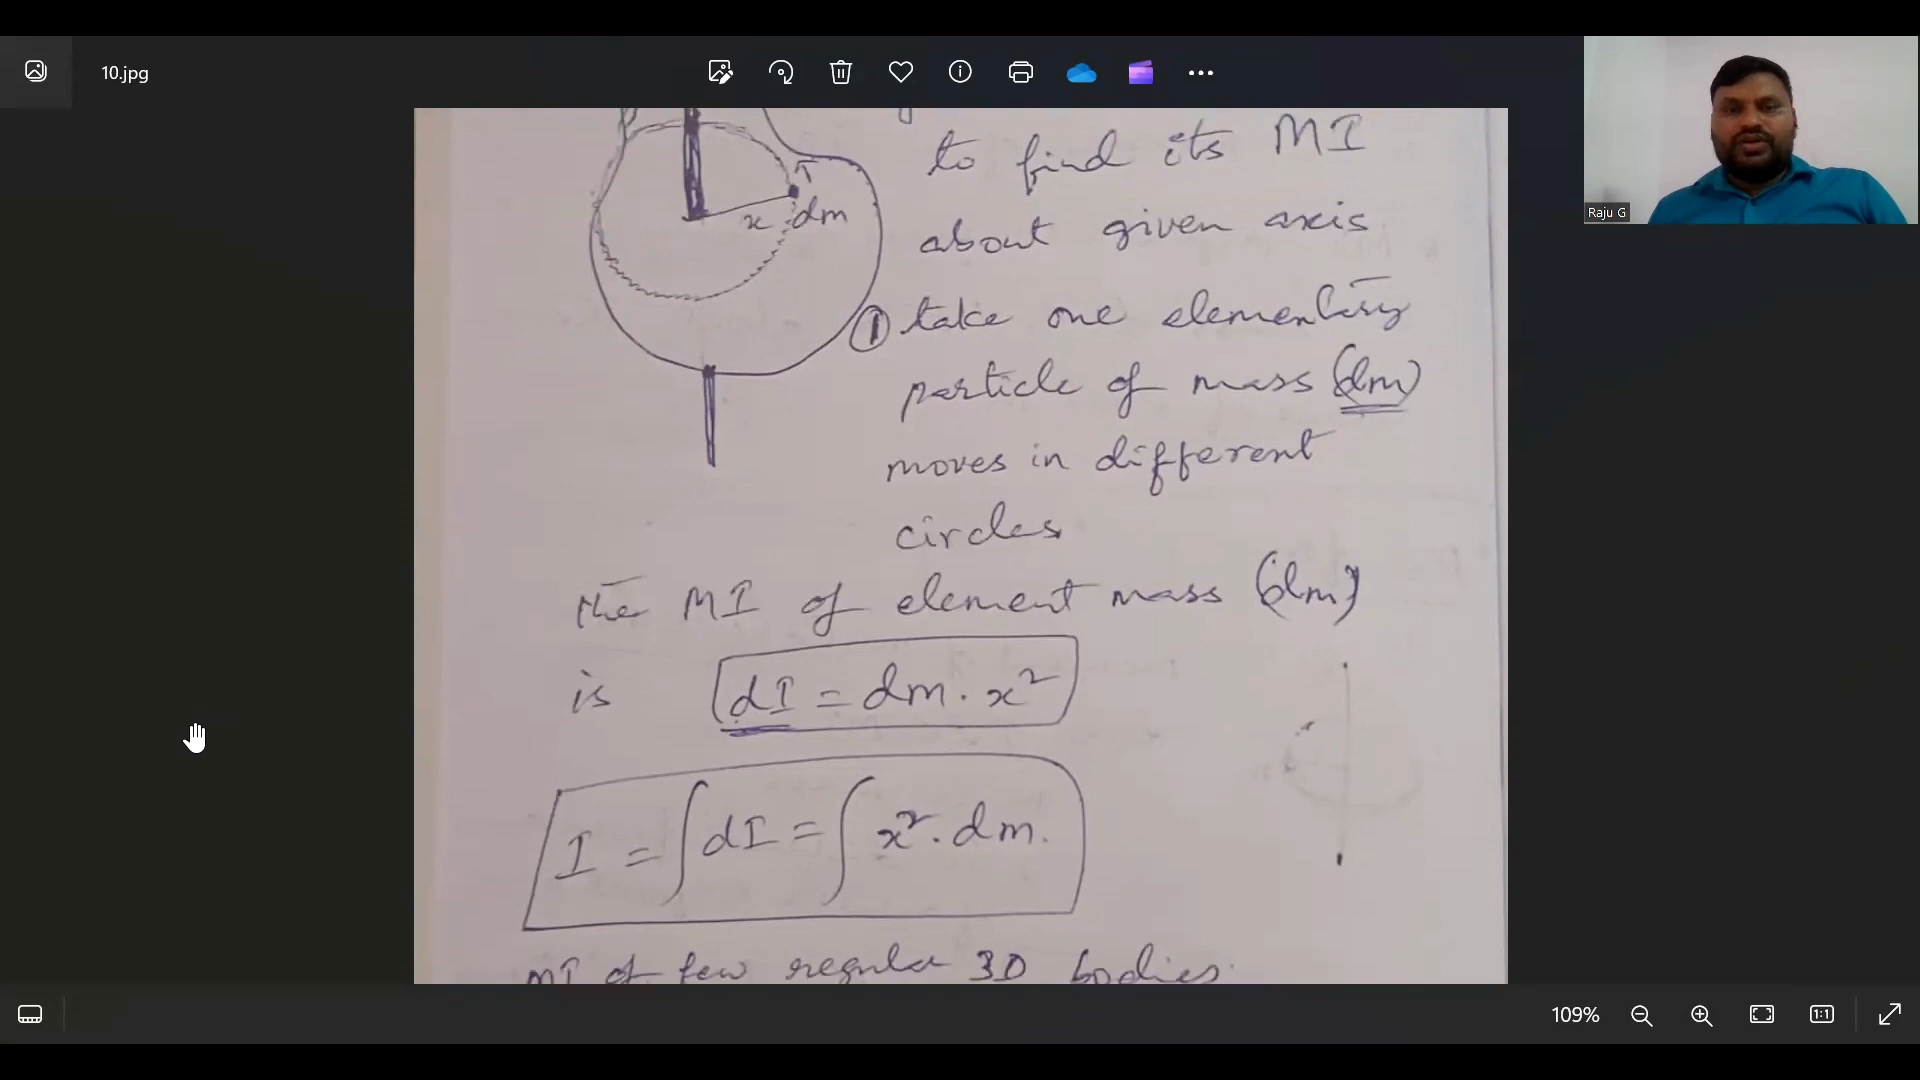 10.jpg
Raju G
to find its MI
about given axis
x dm
① take one elementary
particle of mass (dm)
moves in different
circles
the MI of element mass (dm)
is dI = dm . x²
I = ∫ dI = ∫ x² . dm.
MI of few regular 3D bodies.
109%
1:1